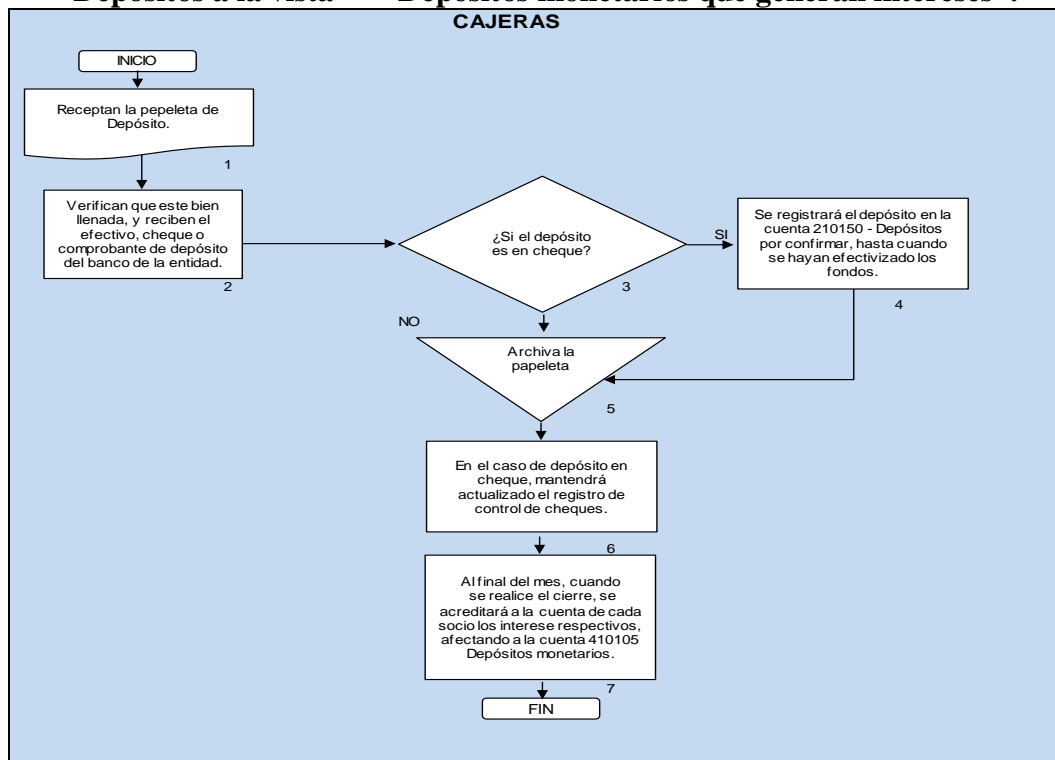 Depósitos a la vista
Depósitos monetarios que generan intereses
CAJERAS
INICIO
Receptan la pepeleta de
Depósito.
1
Verifican que este bien
llenada, y reciben el
efectivo, cheque o
comprobante de depósito
del banco de la entidad.
2
¿Si el depósito
es en cheque?
3
SI
Se registrará el depósito en la
cuenta 210150 - Depósitos
por confirmar, hasta cuando
se hayan efectivizado los
fondos.
4
NO
Archiva la
papeleta
5
En el caso de depósito en
cheque, mantendrá
actualizado el registro de
control de cheques.
6
Al final del mes, cuando
se realice el cierre, se
acreditará a la cuenta de cada
socio los interese respectivos,
afectando a la cuenta 410105
Depósitos monetarios.
7
FIN